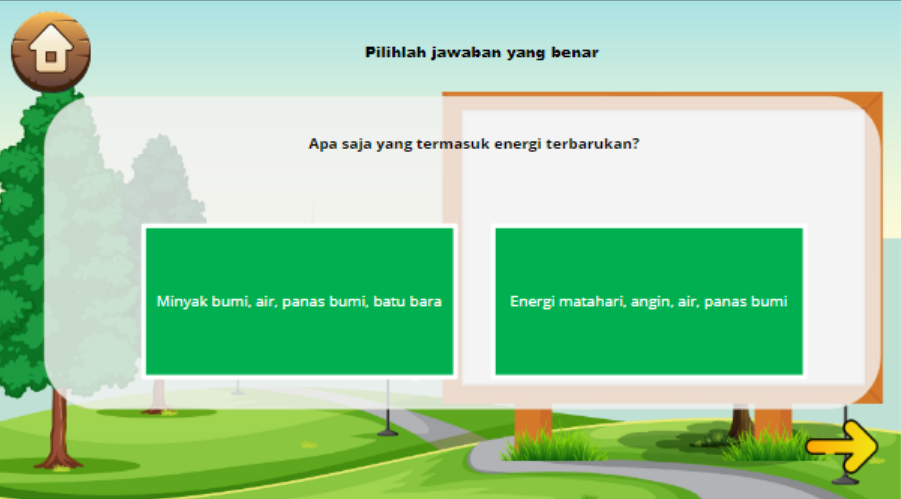 Pilihlah jawaban yang benar
Apa saja yang termasuk energi terbarukan?
Minyak bumi, air, panas bumi, batu bara
Energi matahari, angin, air, panas bumi